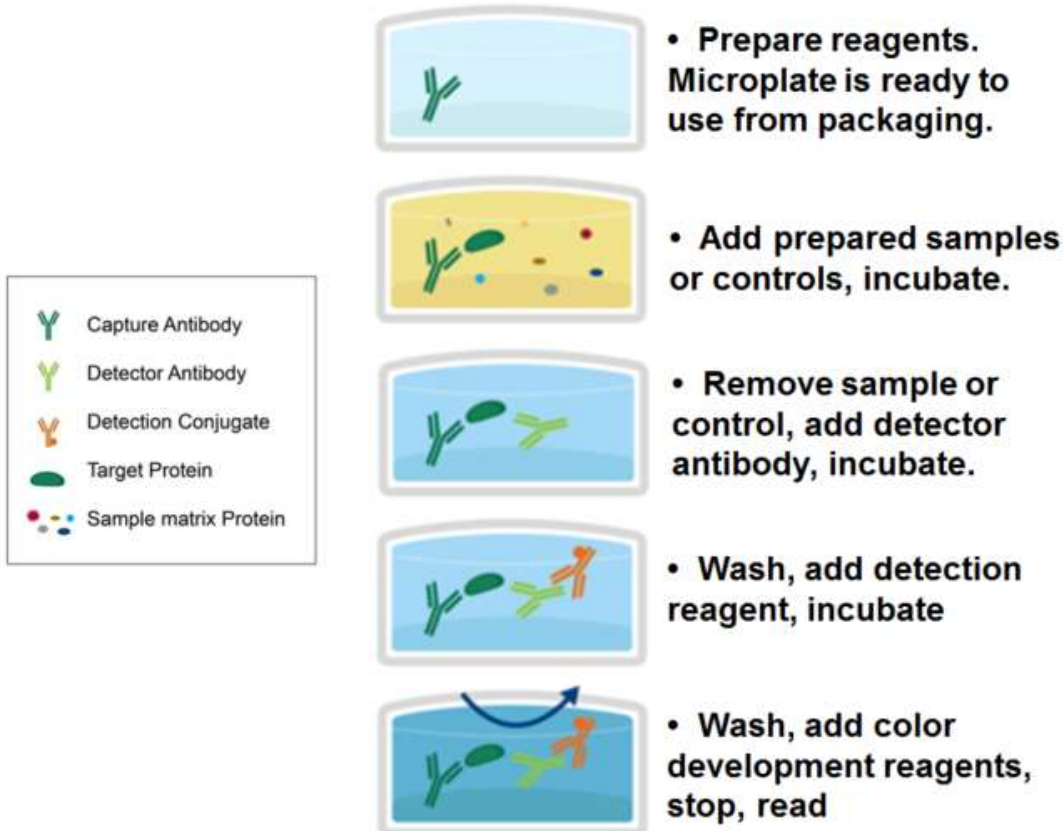 • Prepare reagents.
Microplate is ready to
use from packaging.
• Add prepared samples
or controls, incubate.
Capture Antibody
Detector Antibody
Detection Conjugate
Target Protein
Sample matrix Protein
• Remove sample or
control, add detector
antibody, incubate.
• Wash, add detection
reagent, incubate
• Wash, add color
development reagents,
stop, read